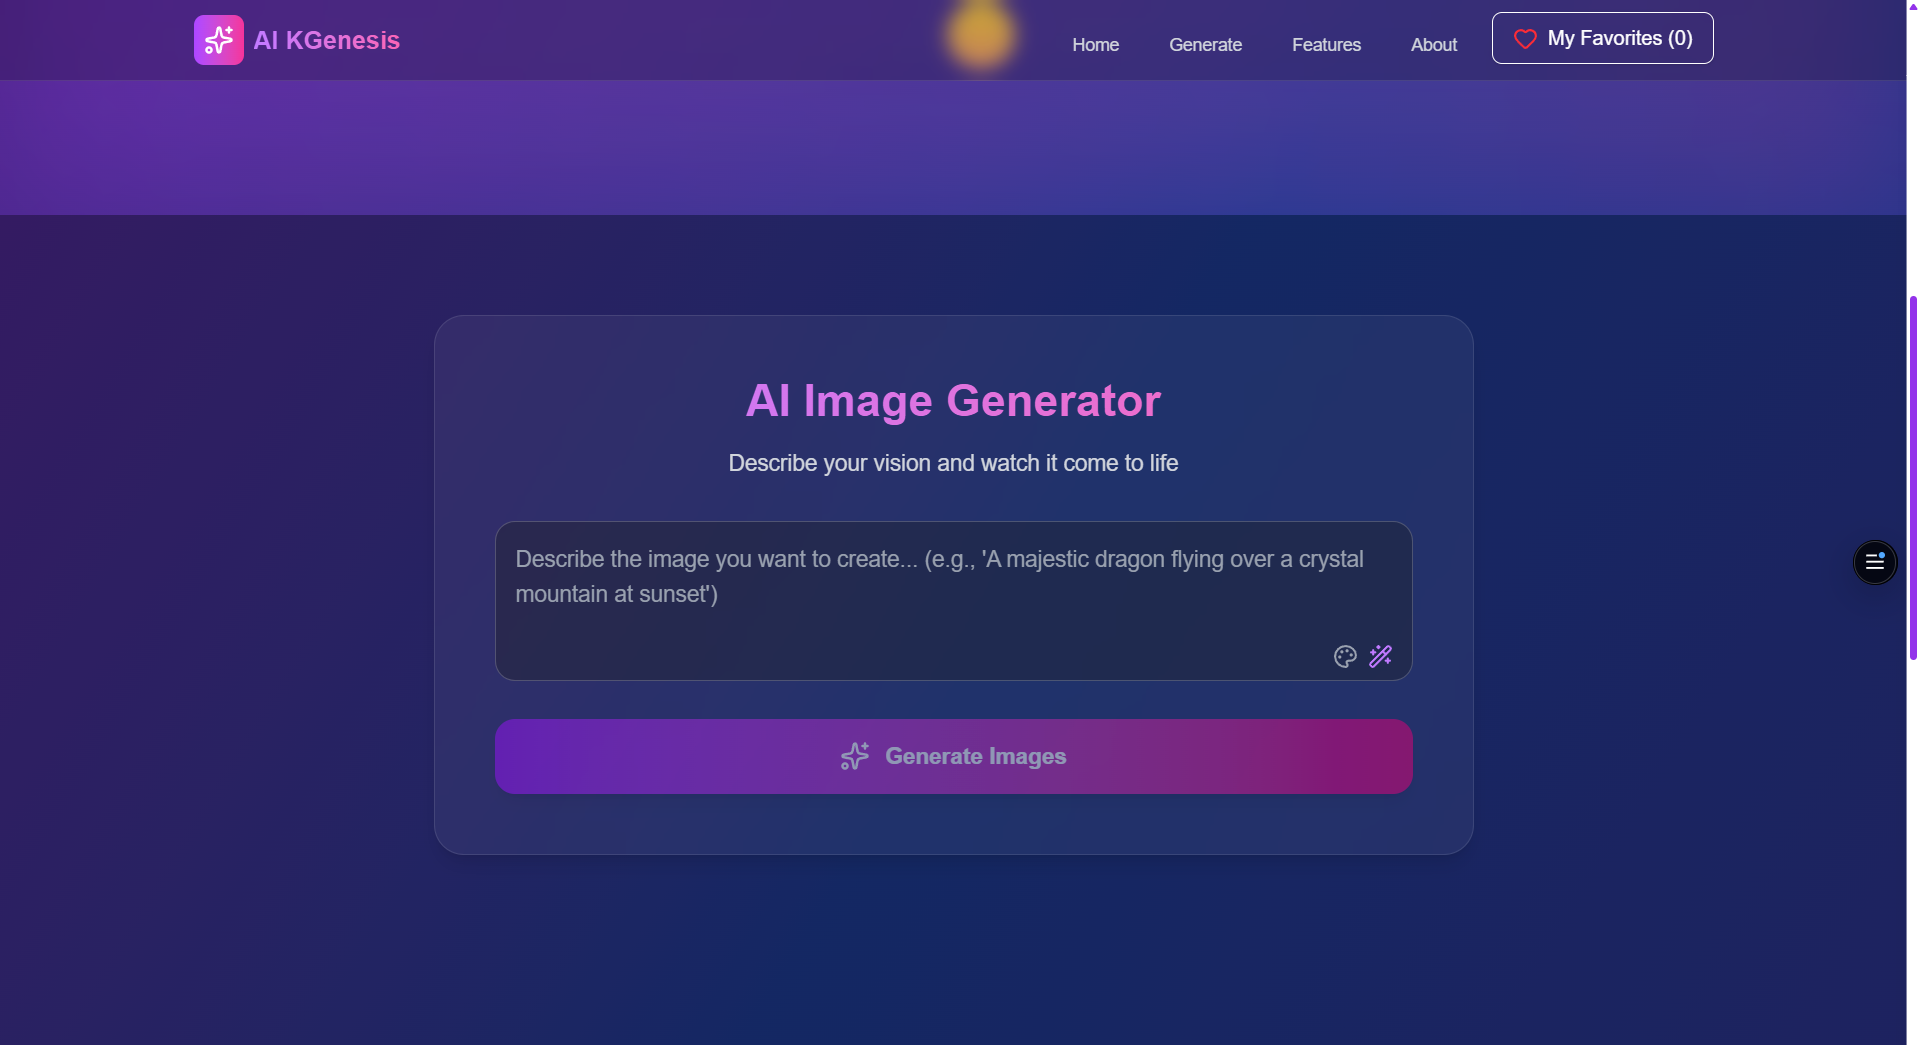 AI KGenesis
Home
Generate
Features
About
My Favorites (0)
AI Image Generator
Describe your vision and watch it come to life
Describe the image you want to create... (e.g., 'A majestic dragon flying over a crystal
mountain at sunset')
Generate Images